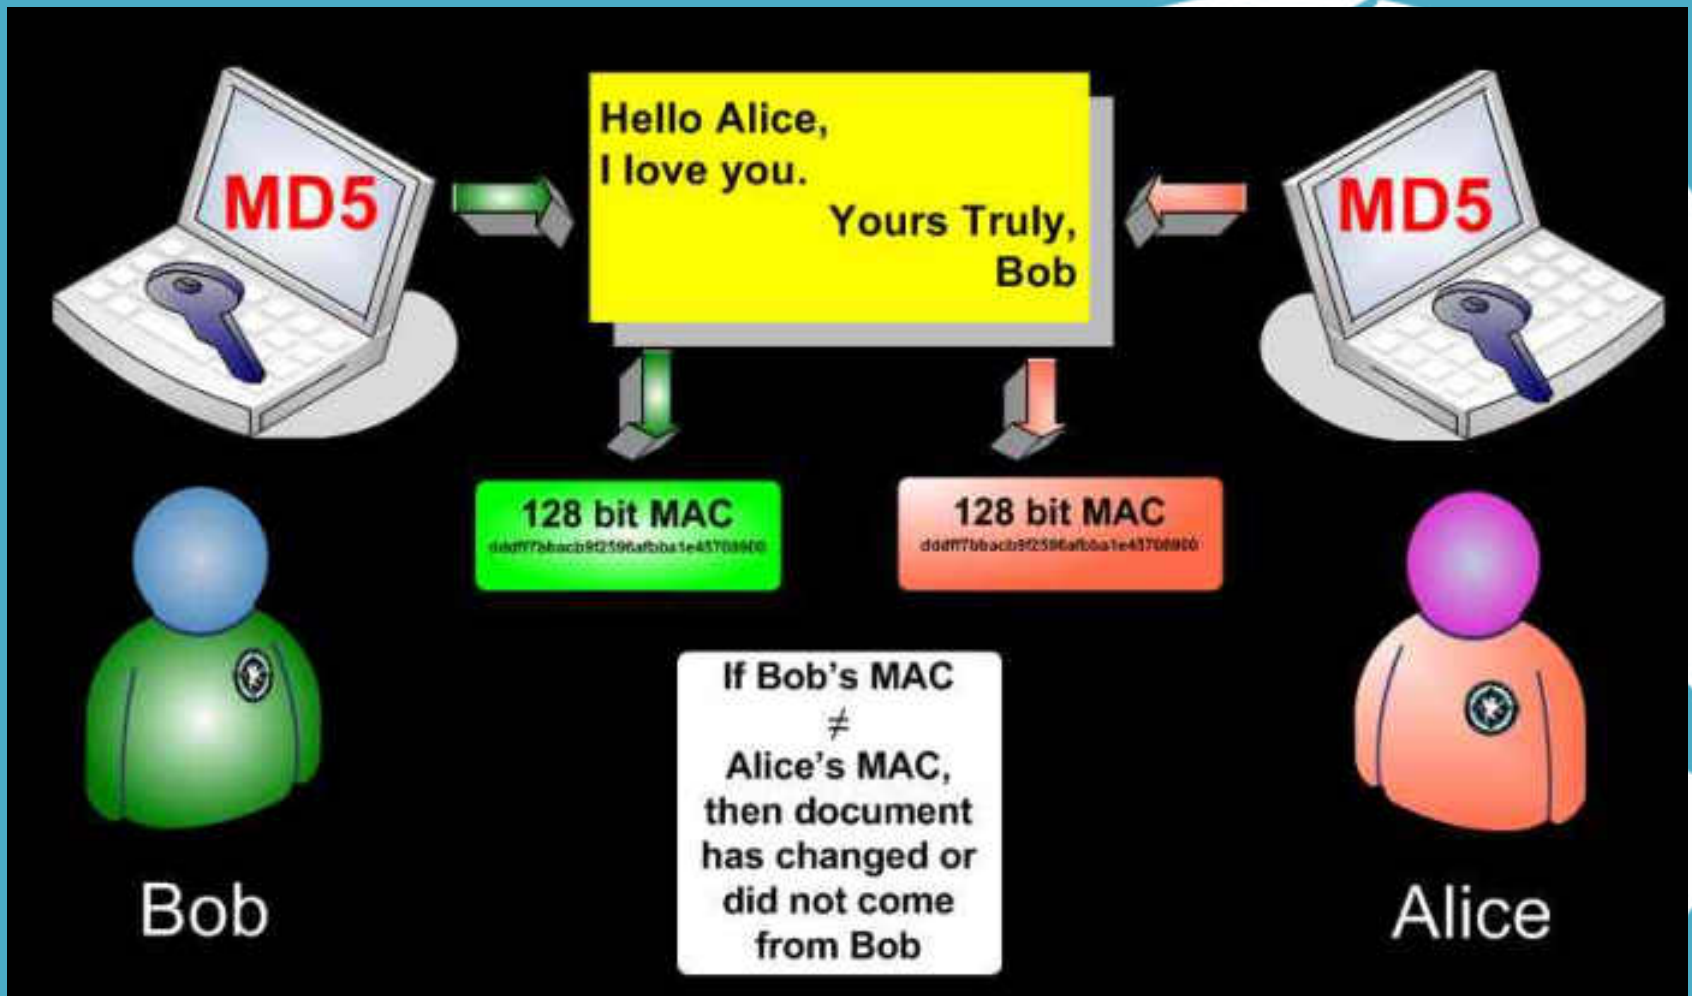 MD5
Hello Alice,
I love you.
Yours Truly,
Bob
MD5
128 bit MAC
128 bit MAC
If Bob's MAC
≠
Alice's MAC,
then document
has changed or
did not come
from Bob
Bob
Alice